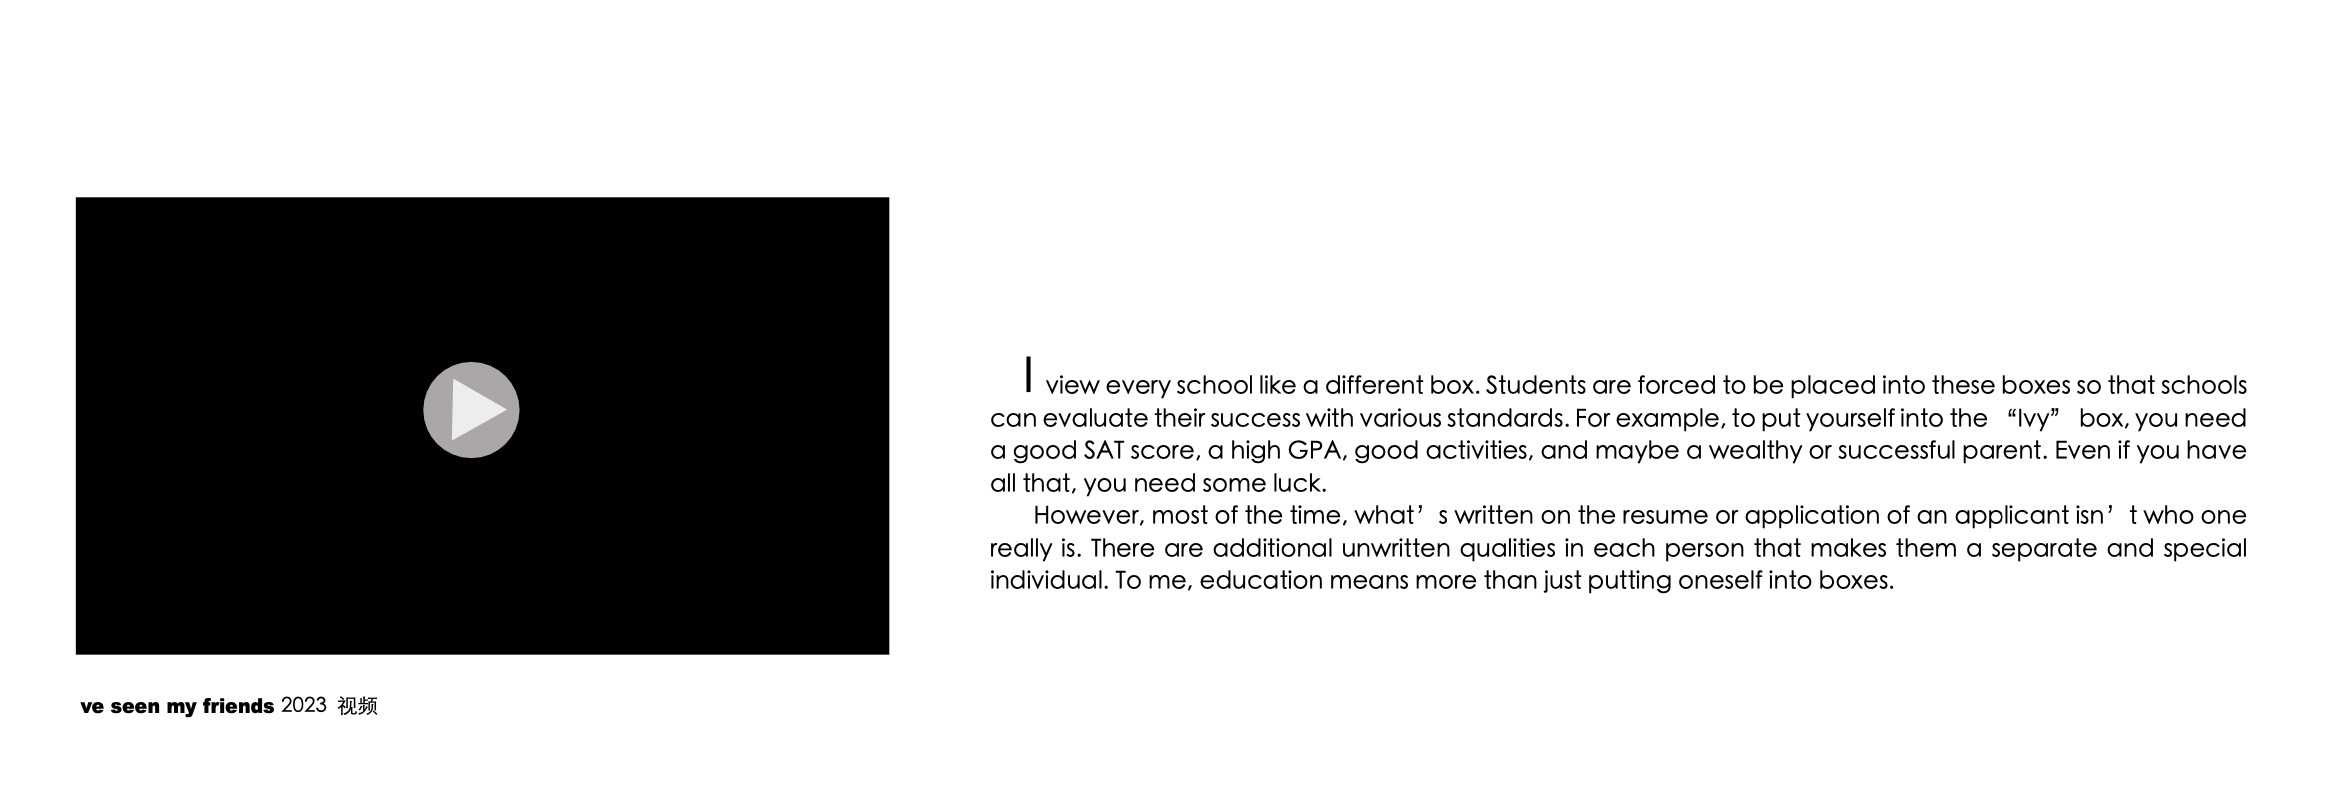 I view every school like a different box. Students are forced to be placed into these boxes so that schools
can evaluate their success with various standards. For example, to put yourself into the “Ivy” box, you need
a good SAT score, a high GPA, good activities, and maybe a wealthy or successful parent. Even if you have
all that, you need some luck.
However, most of the time, what’s written on the resume or application of an applicant isn’t who one
really is. There are additional unwritten qualities in each person that makes them a separate and special
individual. To me, education means more than just putting oneself into boxes.
ve seen my friends 2023 视频